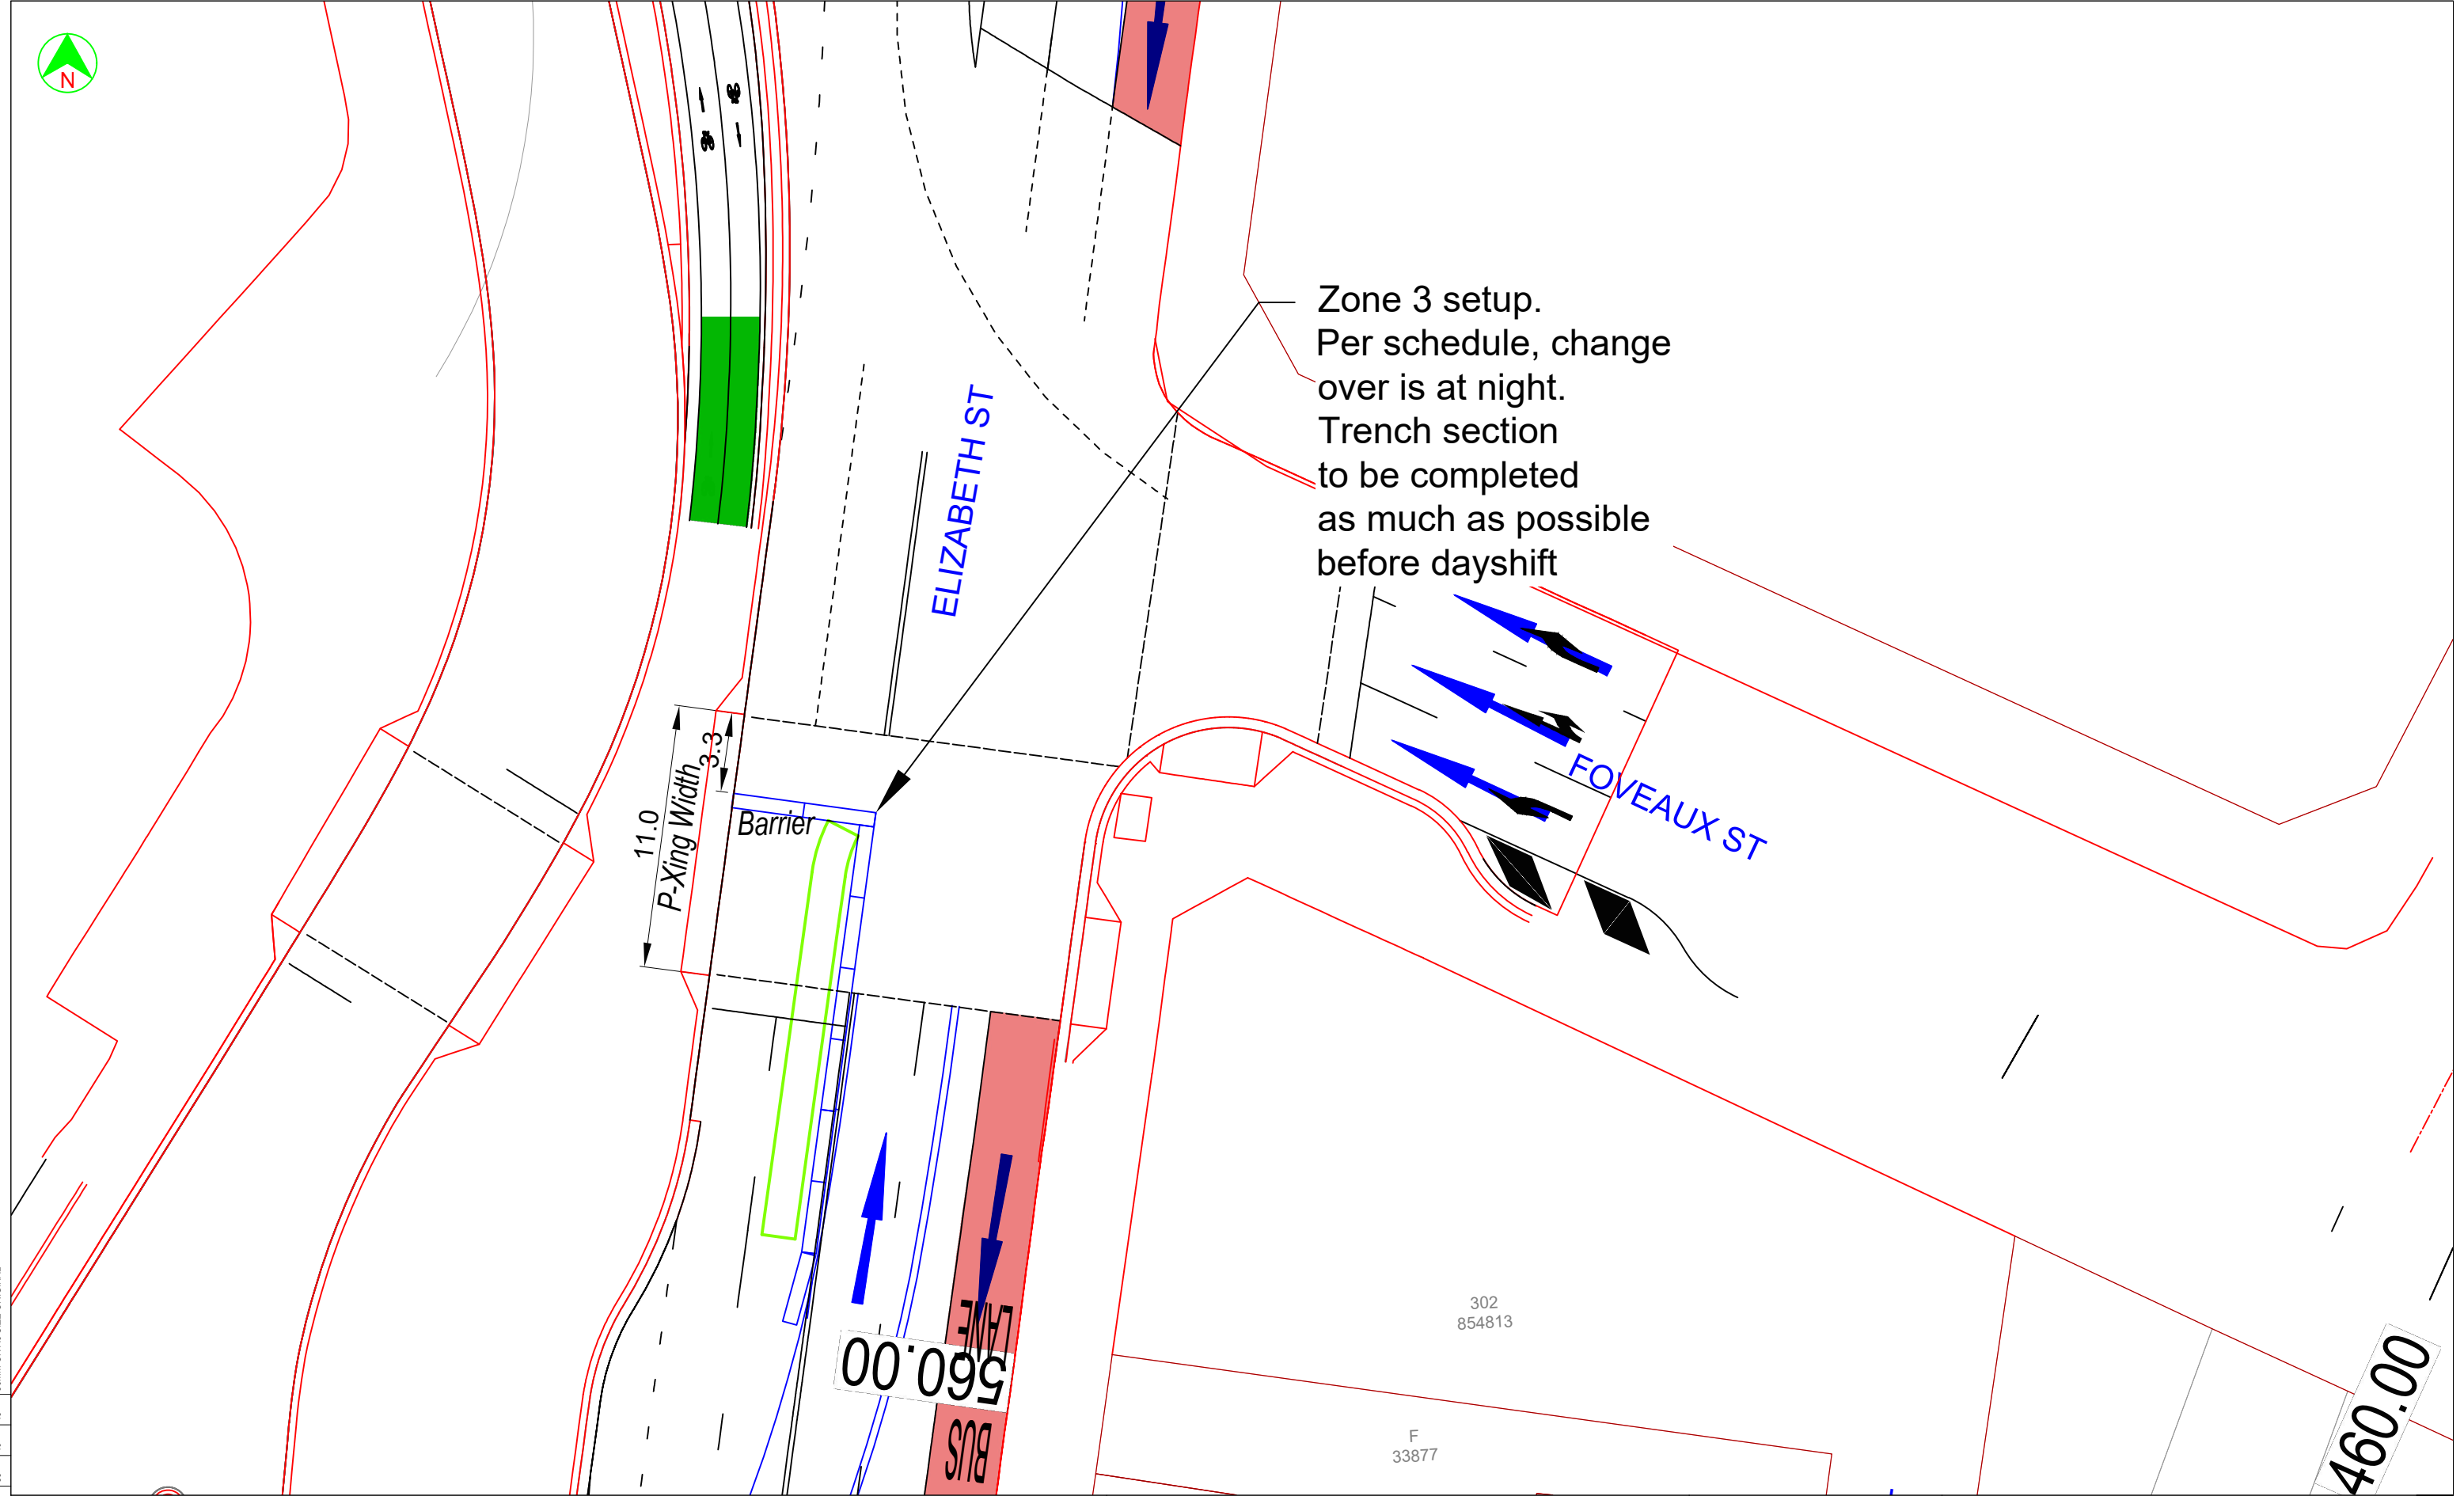 N
Zone 3 setup.
Per schedule, change
over is at night.
Trench section
to be completed
as much as possible
before dayshift
ELIZABETH ST
FOVEAUX ST
3.3
11.0
P-Xing Width
Barrier
LANE
560.00
BUS
302
854813
F
33877
460.00